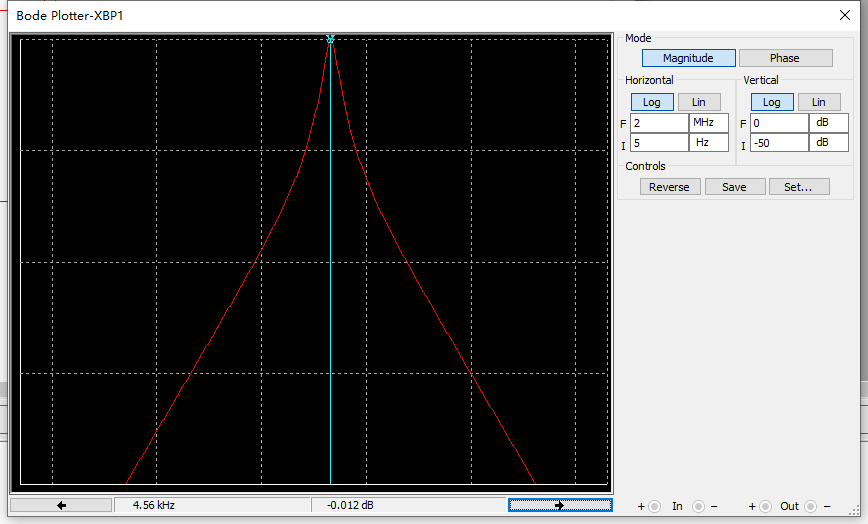 Bode Plotter-XBP1
Mode
Magnitude Phase
Horizontal Vertical
Log Lin Log Lin
F 2 MHz F 0 dB
I 5 Hz I -50 dB
Controls
Reverse Save Set...
4.56 kHz -0.012 dB
+ In - + Out -